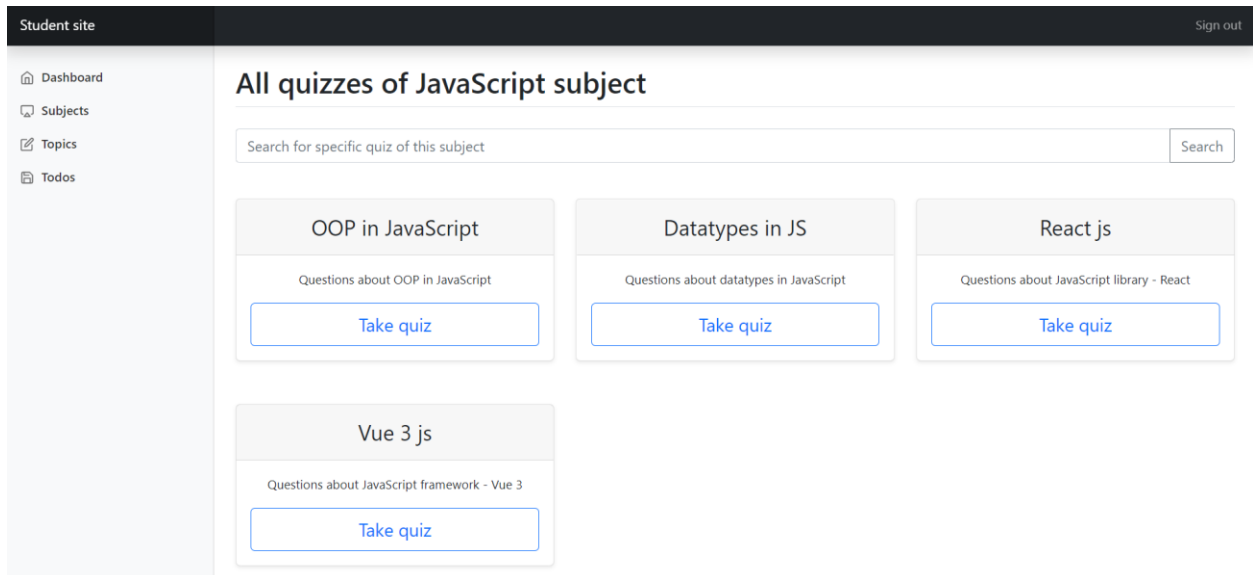 Student site
Sign out
Dashboard
Subjects
Topics
Todos
All quizzes of JavaScript subject
Search for specific quiz of this subject
Search
OOP in JavaScript
Questions about OOP in JavaScript
Take quiz
Datatypes in JS
Questions about datatypes in JavaScript
Take quiz
React js
Questions about JavaScript library - React
Take quiz
Vue 3 js
Questions about JavaScript framework - Vue 3
Take quiz